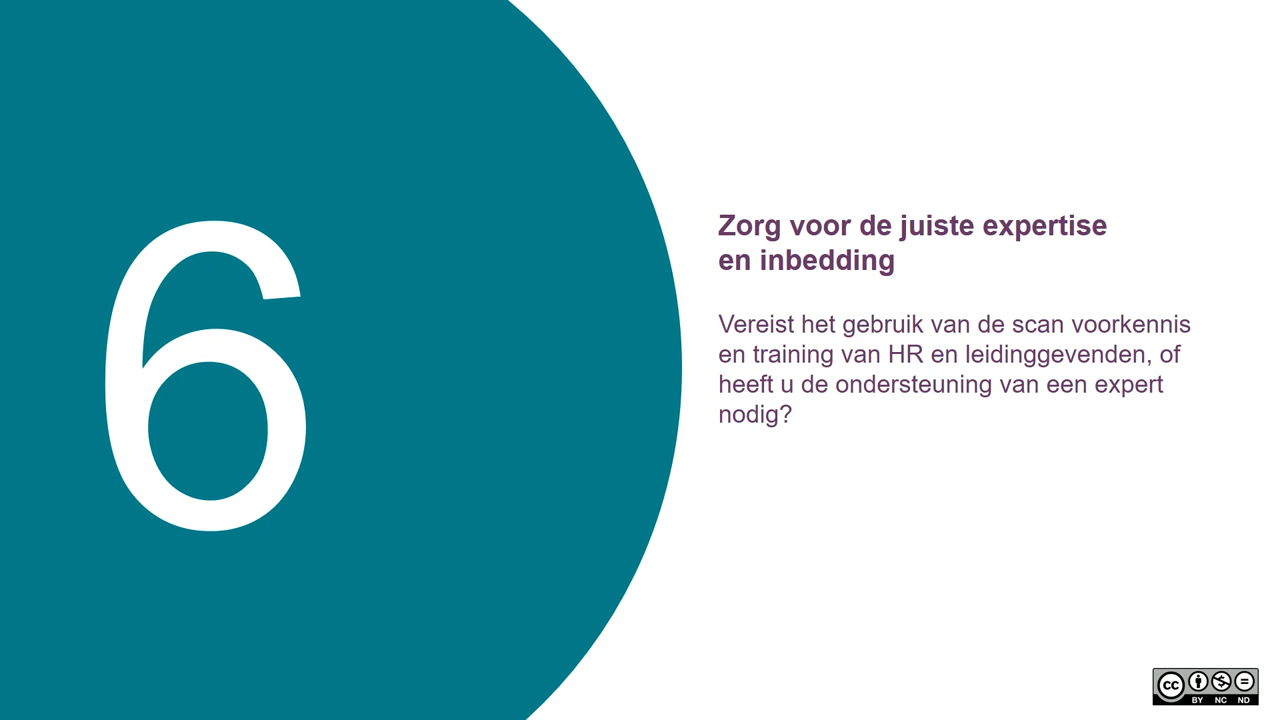 6
Zorg voor de juiste expertise
en inbedding
Vereist het gebruik van de scan voorkennis
en training van HR en leidinggevenden, of
heeft u de ondersteuning van een expert
nodig?
cc
BY NC ND